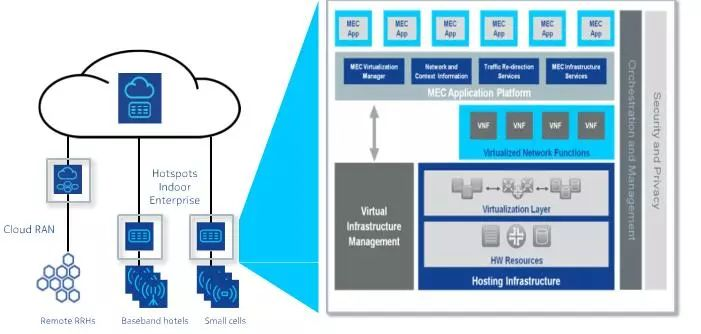 Hotspots
Indoor
Enterprise
Cloud RAN
Remote RRHs
Baseband hotels
Small cells
MEC
App
MEC
App
MEC
App
MEC
App
MEC
App
MEC
App
MEC Virtualization
Manager
Network and
Context Information
Traffic Re-direction
Services
MEC Infrastructure
Services
MEC Application Platform
VNF
VNF
VNF
VNF
Virtualized Network Functions
Virtual
Infrastructure
Management
Virtualization Layer
HW Resources
Hosting Infrastructure
Orchestration and Management
Security and Privacy